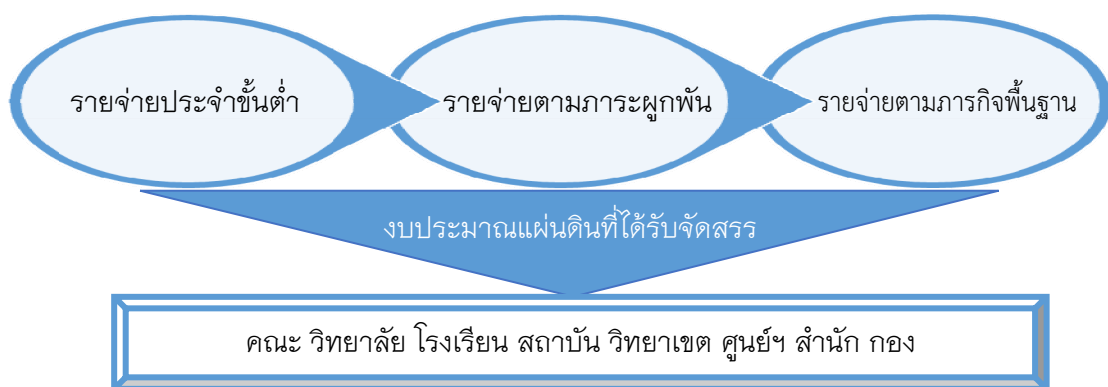 รายจ่ายประจำขั้นต่ำ
รายจ่ายตามภาระผูกพัน
รายจ่ายตามภารกิจพื้นฐาน
งบประมาณแผ่นดินที่ได้รับจัดสรร
คณะ วิทยาลัย โรงเรียน สถาบัน วิทยาเขต ศูนย์ฯ สำนัก กอง